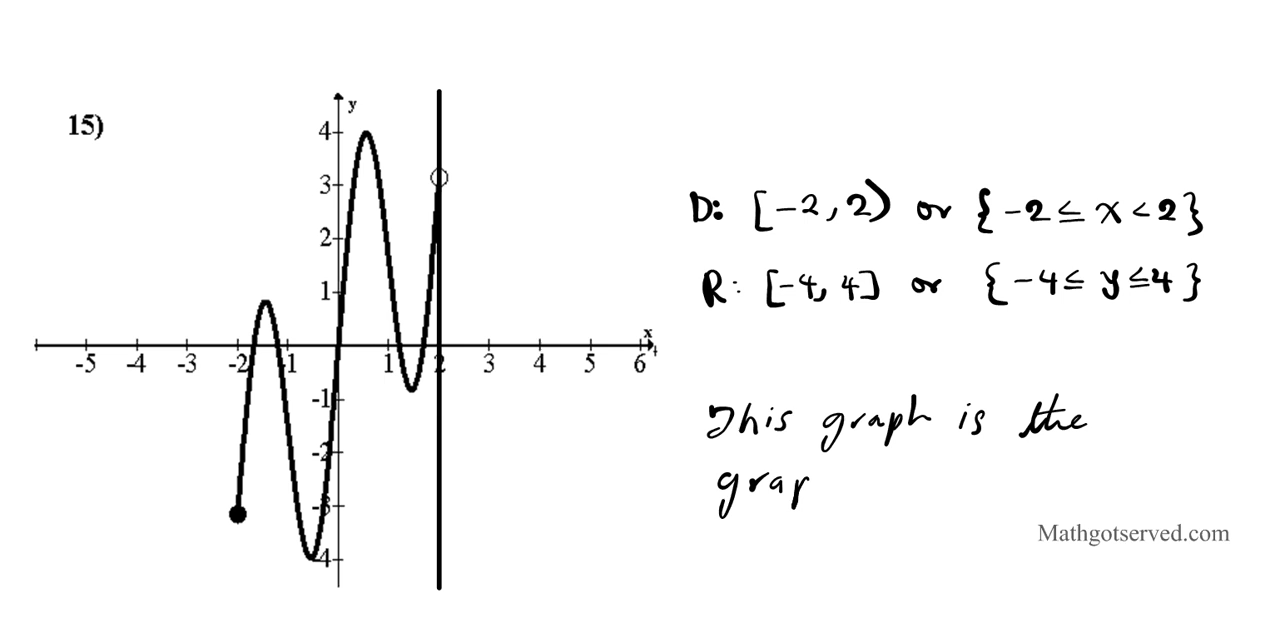 15)
y
4
3
2
1
x
-5 -4 -3 -2 -1 1 2 3 4 5 6
-1
-2
-3
-4
D: [-2, 2) or {-2 ≤ x < 2}
R: [-4, 4] or {-4 ≤ y ≤ 4}
This graph is the
grap
Mathgotserved.com